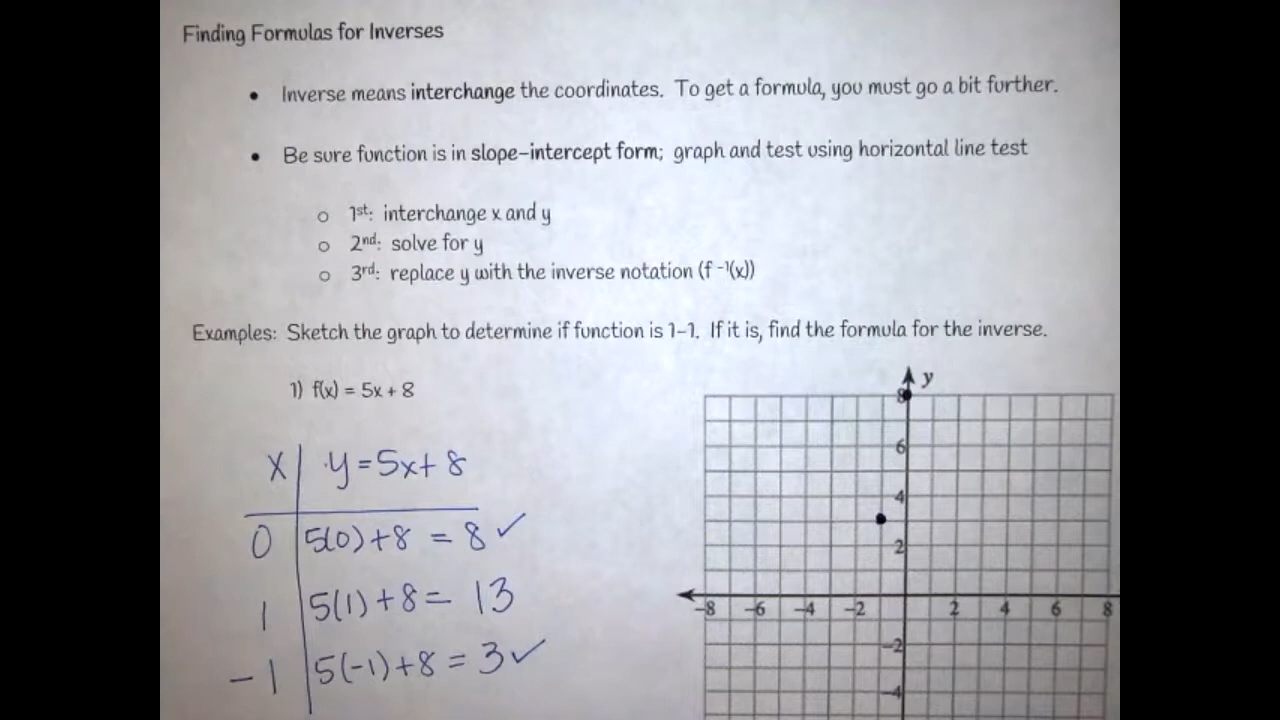 Finding Formulas for Inverses
• Inverse means interchange the coordinates. To get a formula, you must go a bit further.
• Be sure function is in slope-intercept form; graph and test using horizontal line test
o 1st: interchange x and y
o 2nd: solve for y
o 3rd: replace y with the inverse notation (f -1(x))
Examples: Sketch the graph to determine if function is 1-1. If it is, find the formula for the inverse.
1) f(x) = 5x + 8
x y = 5x + 8
0 5(0) + 8 = 8 ✓
1 5(1) + 8 = 13
-1 5(-1) + 8 = 3 ✓
y
8
6
4
2
-8 -6 -4 -2 2 4 6 8
-2
-4